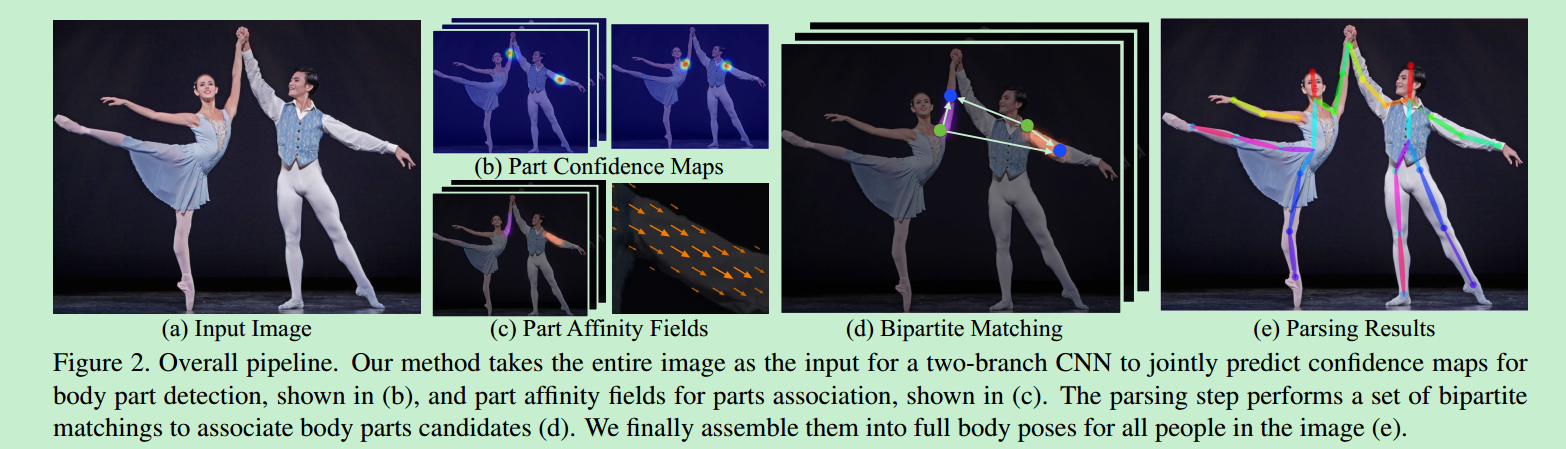 (b) Part Confidence Maps
(a) Input Image
(c) Part Affinity Fields
(d) Bipartite Matching
(e) Parsing Results
Figure 2. Overall pipeline. Our method takes the entire image as the input for a two-branch CNN to jointly predict confidence maps for
body part detection, shown in (b), and part affinity fields for parts association, shown in (c). The parsing step performs a set of bipartite
matchings to associate body parts candidates (d). We finally assemble them into full body poses for all people in the image (e).